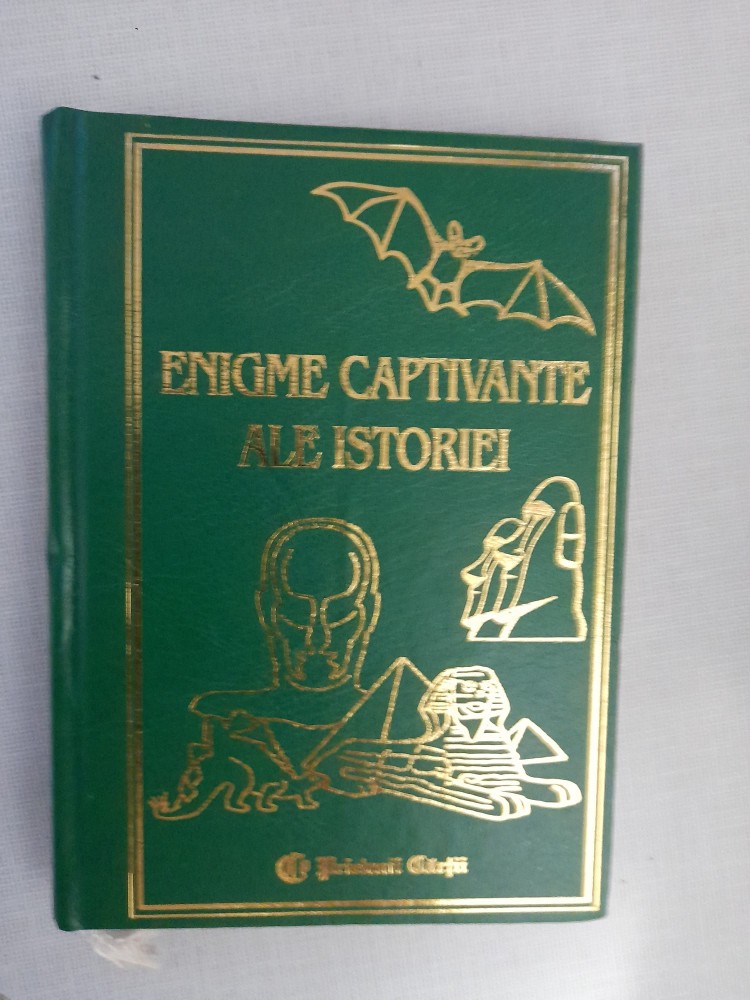 ENIGME CAPTIVANTE
ALE ISTORIEI
Prietenii Cărții